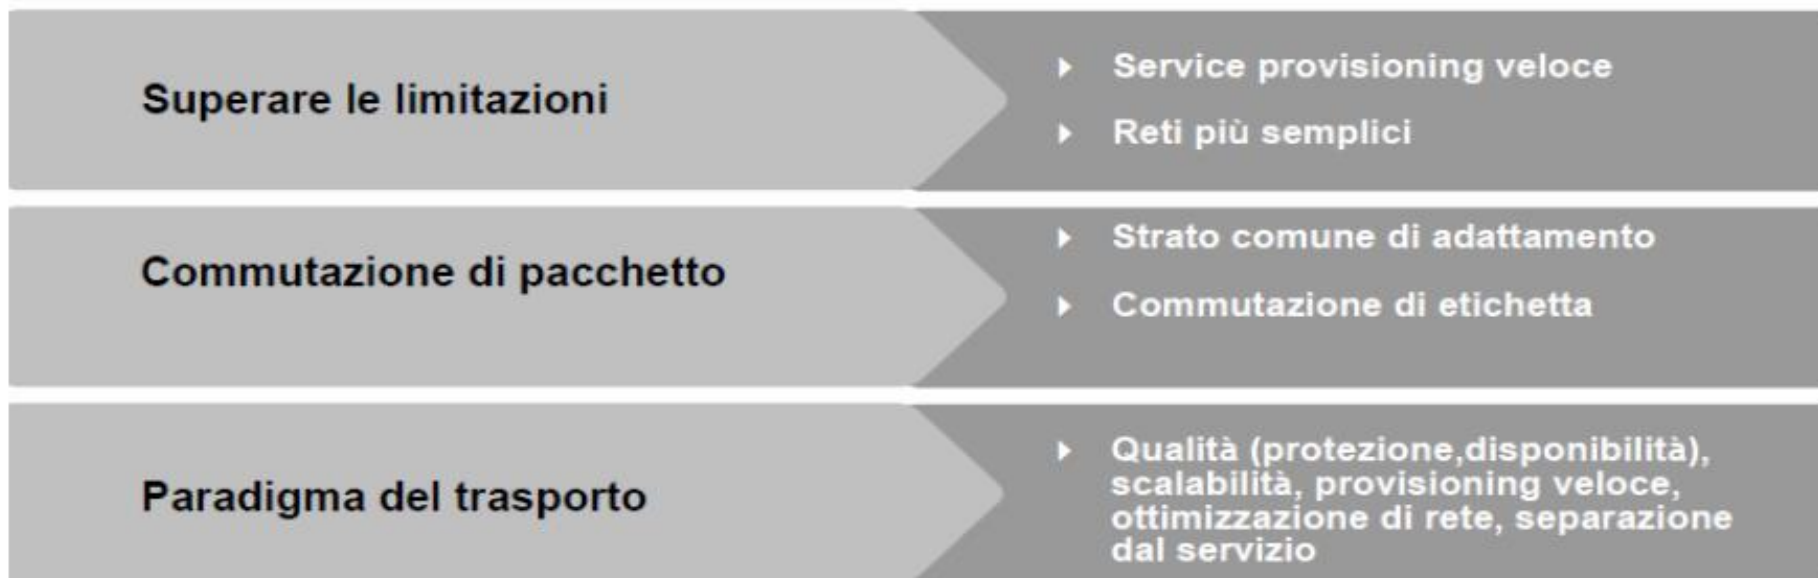 Superare le limitazioni
Service provisioning veloce
Reti più semplici
Commutazione di pacchetto
Strato comune di adattamento
Commutazione di etichetta
Paradigma del trasporto
Qualità (protezione,disponibilità),
scalabilità, provisioning veloce,
ottimizzazione di rete, separazione
dal servizio